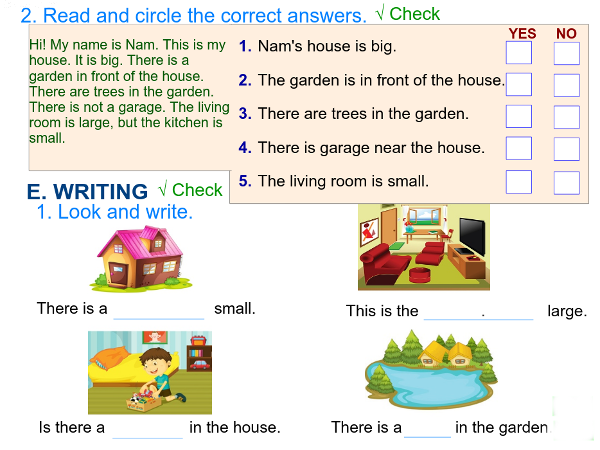 2. Read and circle the correct answers. √ Check
YES NO
Hi! My name is Nam. This is my
house. It is big. There is a
garden in front of the house.
There are trees in the garden.
There is not a garage. The living
room is large, but the kitchen is
small.
1. Nam's house is big.
2. The garden is in front of the house.
3. There are trees in the garden.
4. There is garage near the house.
5. The living room is small.
E. WRITING √ Check
1. Look and write.
There is a __________ small.
This is the ______.______ large.
Is there a ________ in the house.
There is a ______ in the garden